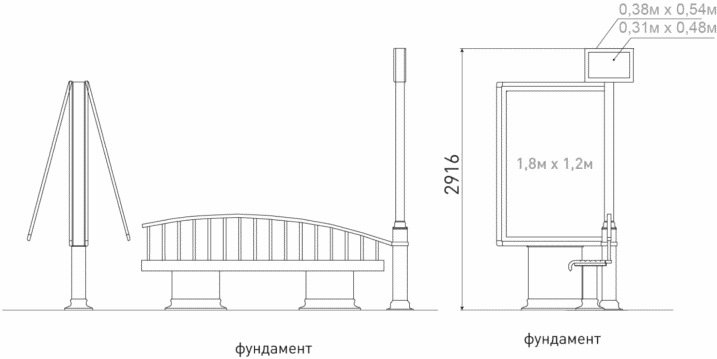 0,38м x 0,54м
0,31м x 0,48м
2916
1,8м x 1,2м
фундамент
фундамент